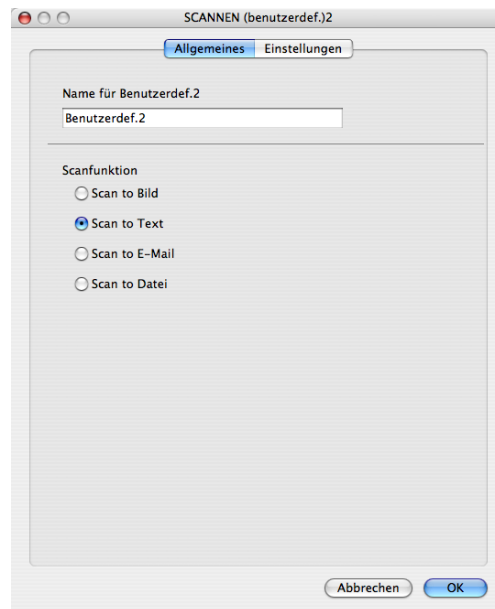 SCANNEN (benutzerdef.)2
Allgemeines Einstellungen
Name für Benutzerdef.2
Benutzerdef.2
Scanfunktion
Scan to Bild
Scan to Text
Scan to E-Mail
Scan to Datei
Abbrechen OK